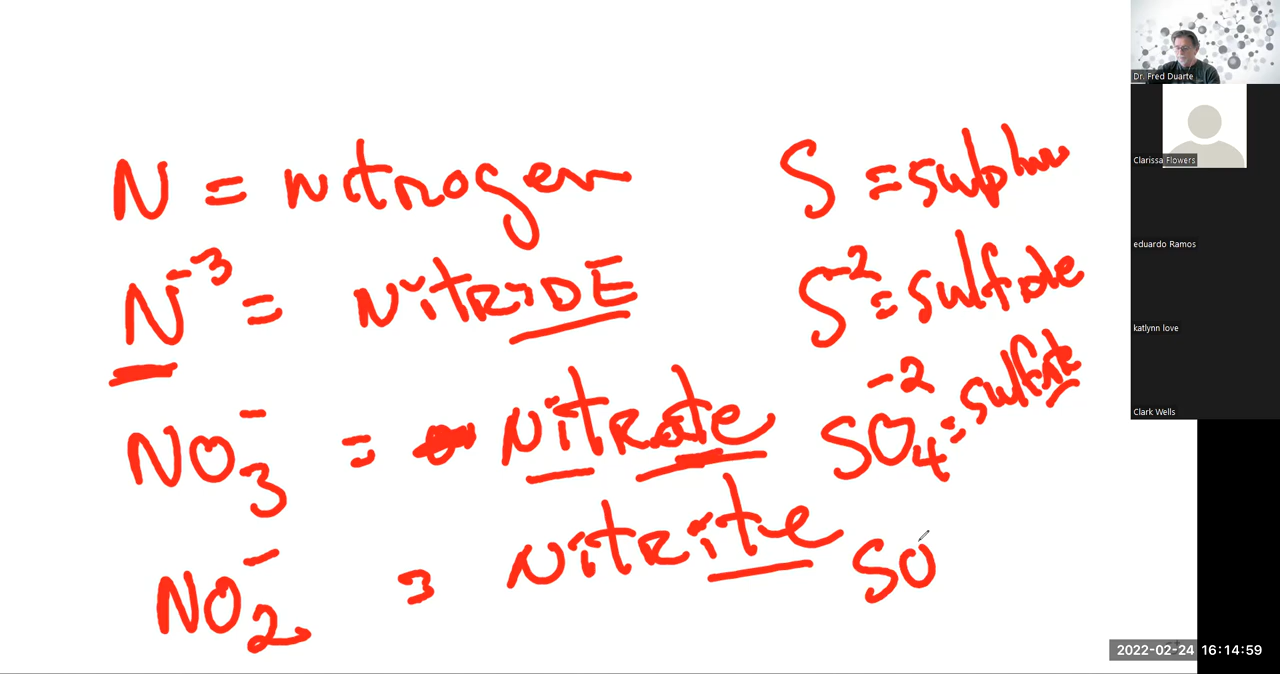 N = nitrogen
N⁻³ = NitRiDE
NO₃⁻ = NitRate
NO₂⁻ = NitRite
S = sulphur
S⁻² = sulfide
SO₄⁻² = sulfate
SO
Dr. Fred Duarte
Clarissa Flowers
eduardo Ramos
katlynn love
Clark Wells
2022-02-24 16:14:59